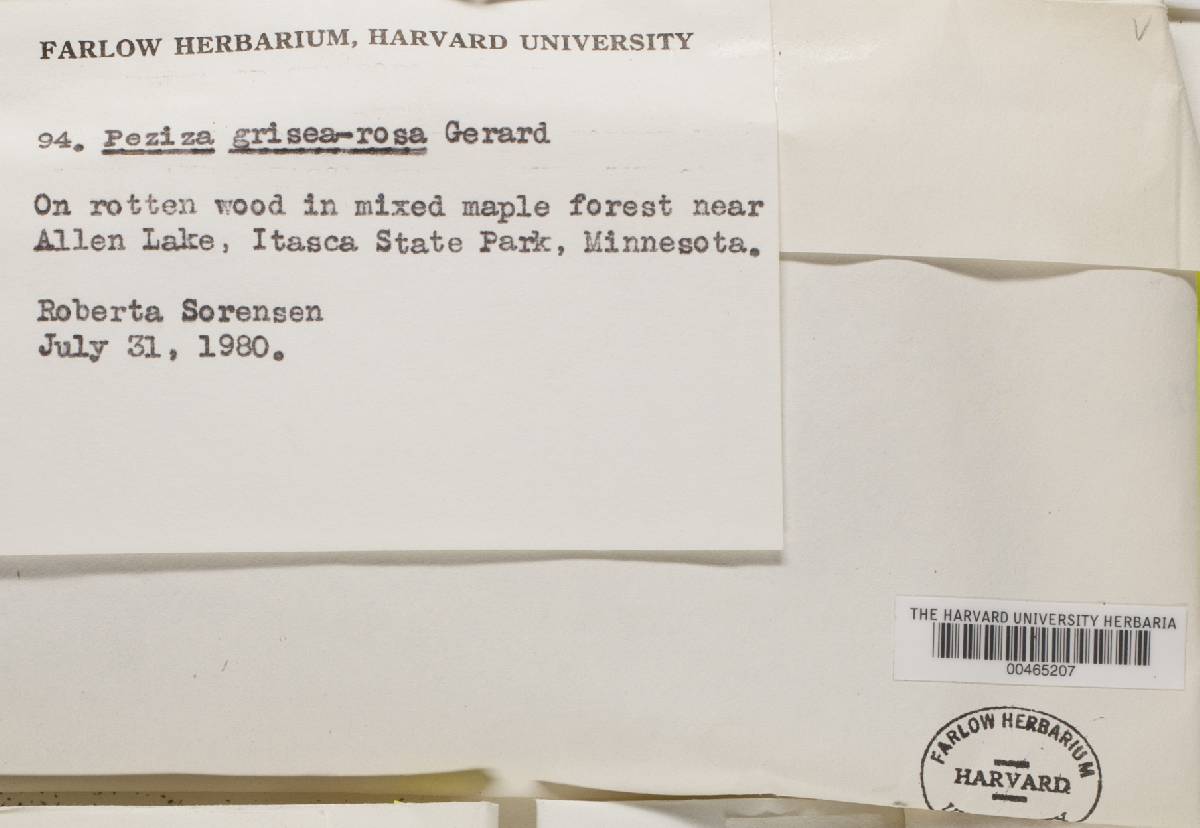 FARLOW HERBARIUM, HARVARD UNIVERSITY
94. Peziza grisea-rosa Gerard
On rotten wood in mixed maple forest near
Allen Lake, Itasca State Park, Minnesota.
Roberta Sorensen
July 31, 1980.
THE HARVARD UNIVERSITY HERBARIA
00465207
FARLOW HERBARIUM
HARVARD